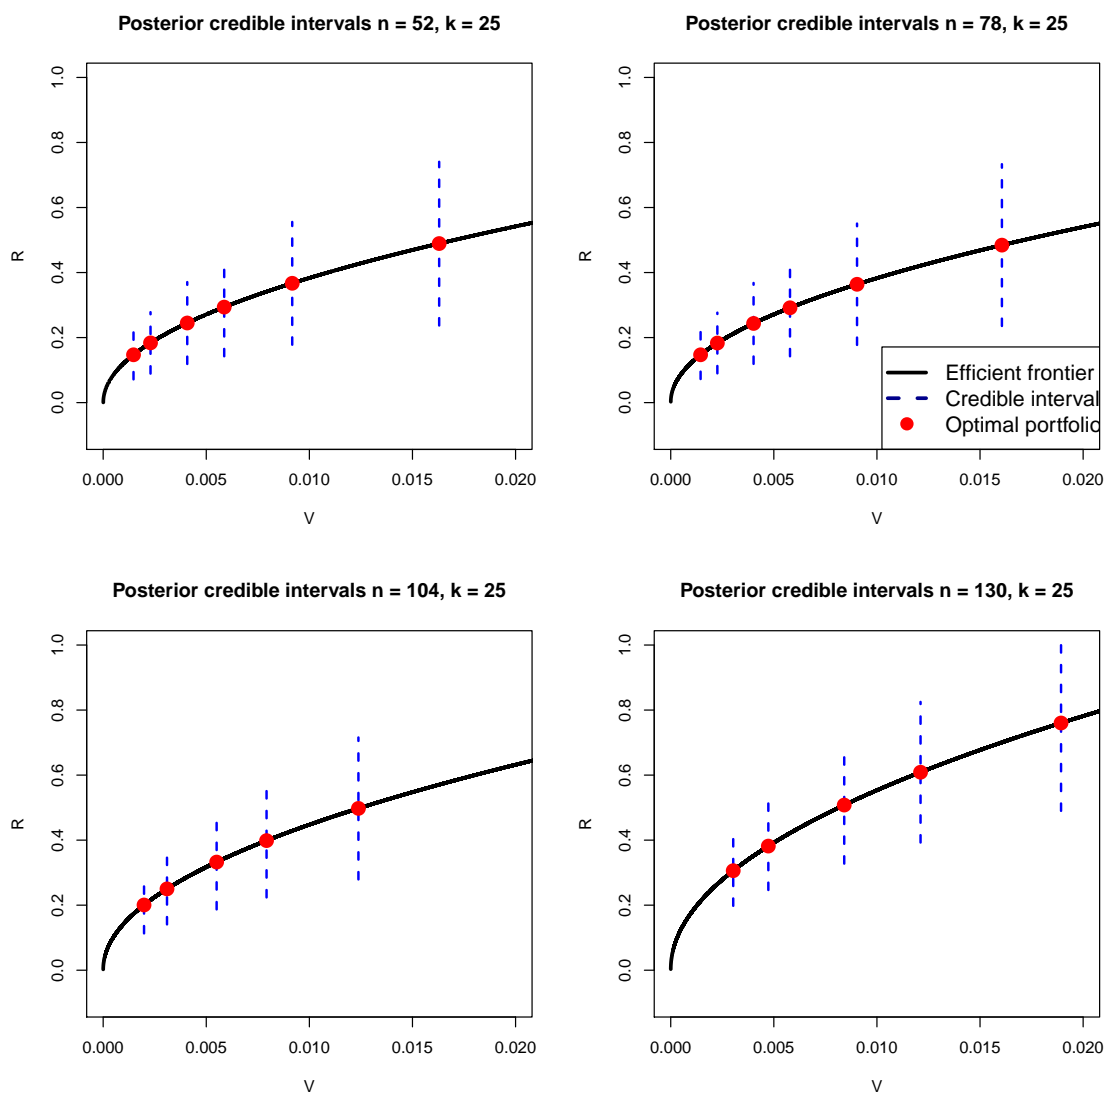 Posterior credible intervals n = 52, k = 25
R
1.0
0.8
0.6
0.4
0.2
0.0
0.000 0.005 0.010 0.015 0.020
V
Posterior credible intervals n = 78, k = 25
R
1.0
0.8
0.6
0.4
0.2
0.0
Efficient frontier
Credible interval
Optimal portfolio
0.000 0.005 0.010 0.015 0.020
V
Posterior credible intervals n = 104, k = 25
R
1.0
0.8
0.6
0.4
0.2
0.0
0.000 0.005 0.010 0.015 0.020
V
Posterior credible intervals n = 130, k = 25
R
1.0
0.8
0.6
0.4
0.2
0.0
0.000 0.005 0.010 0.015 0.020
V